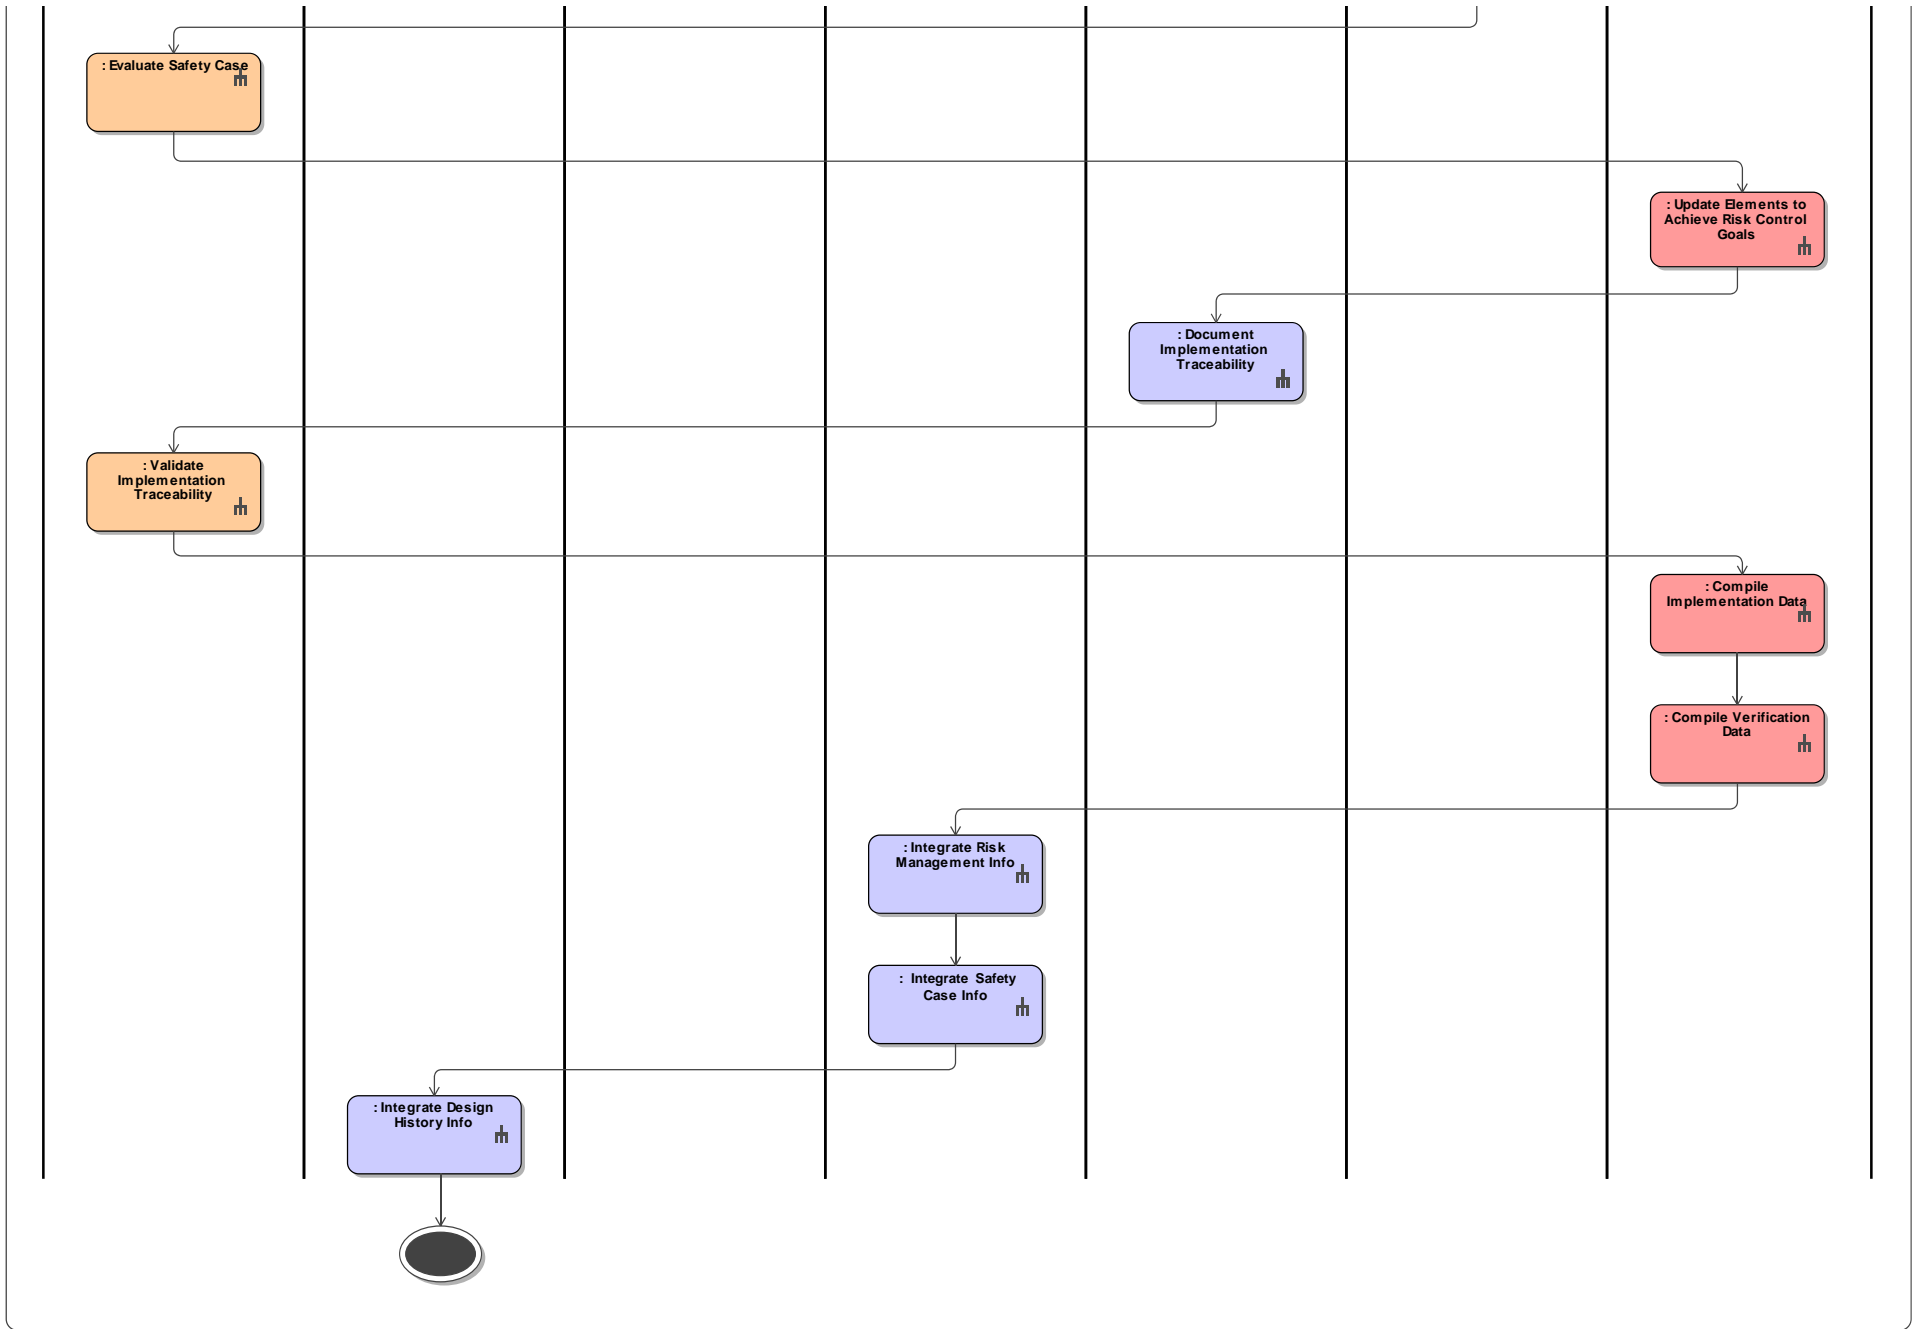 : Evaluate Safety Case
: Update Elements to
Achieve Risk Control
Goals
: Document
Implementation
Traceability
: Validate
Implementation
Traceability
: Compile
Implementation Data
: Compile Verification
Data
: Integrate Risk
Management Info
: Integrate Safety
Case Info
: Integrate Design
History Info